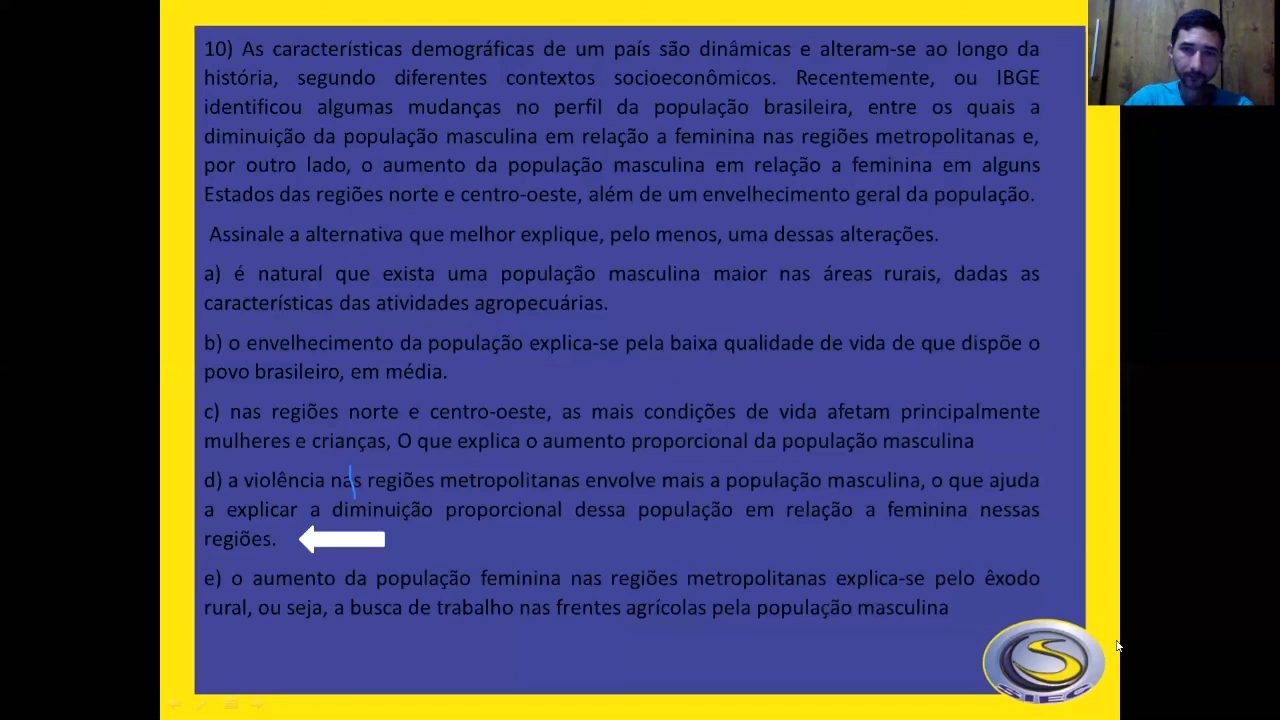 10) As características demográficas de um país são dinâmicas e alteram-se ao longo da
história, segundo diferentes contextos socioeconômicos. Recentemente, ou IBGE
identificou algumas mudanças no perfil da população brasileira, entre os quais a
diminuição da população masculina em relação a feminina nas regiões metropolitanas e,
por outro lado, o aumento da população masculina em relação a feminina em alguns
Estados das regiões norte e centro-oeste, além de um envelhecimento geral da população.
Assinale a alternativa que melhor explique, pelo menos, uma dessas alterações.
a) é natural que exista uma população masculina maior nas áreas rurais, dadas as
características das atividades agropecuárias.
b) o envelhecimento da população explica-se pela baixa qualidade de vida de que dispõe o
povo brasileiro, em média.
c) nas regiões norte e centro-oeste, as mais condições de vida afetam principalmente
mulheres e crianças, O que explica o aumento proporcional da população masculina
d) a violência nas regiões metropolitanas envolve mais a população masculina, o que ajuda
a explicar a diminuição proporcional dessa população em relação a feminina nessas
regiões.
e) o aumento da população feminina nas regiões metropolitanas explica-se pelo êxodo
rural, ou seja, a busca de trabalho nas frentes agrícolas pela população masculina